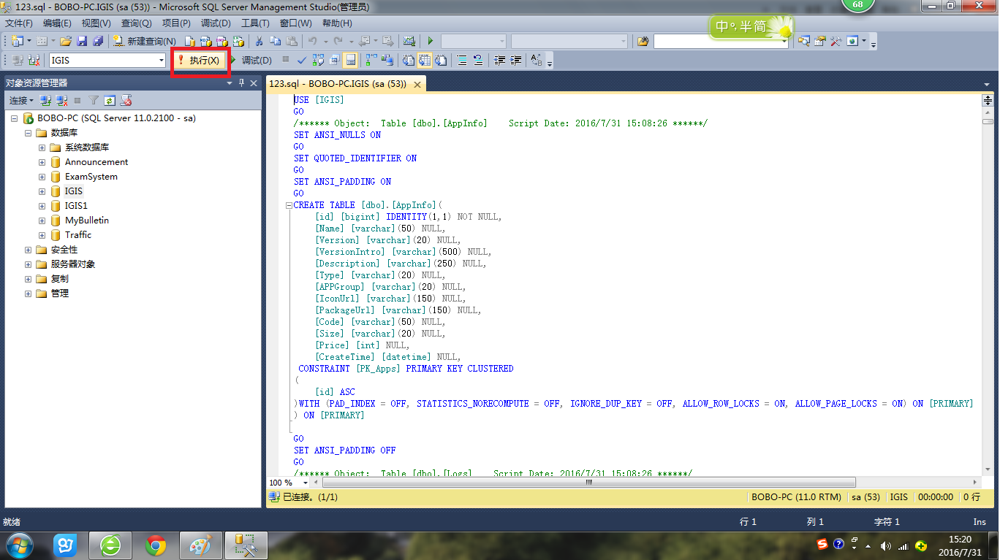 123.sql - BOBO-PC.IGIS (sa (53)) - Microsoft SQL Server Management Studio(管理员)
68
文件(F) 编辑(E) 视图(V) 查询(Q) 项目(P) 调试(D) 工具(T) 窗口(W) 帮助(H)
新建查询(N)
中 半 简
IGIS 执行(X) 调试(D)
对象资源管理器
连接
BOBO-PC (SQL Server 11.0.2100 - sa)
数据库
系统数据库
Announcement
ExamSystem
IGIS
IGIS1
MyBulletin
Traffic
安全性
服务器对象
复制
管理
123.sql - BOBO-PC.IGIS (sa (53))
USE [IGIS]
GO
/****** Object:  Table [dbo].[AppInfo]    Script Date: 2016/7/31 15:08:26 ******/
SET ANSI_NULLS ON
GO
SET QUOTED_IDENTIFIER ON
GO
SET ANSI_PADDING ON
GO
CREATE TABLE [dbo].[AppInfo](
[id] [bigint] IDENTITY(1,1) NOT NULL,
[Name] [varchar](50) NULL,
[Version] [varchar](20) NULL,
[VersionIntro] [varchar](500) NULL,
[Description] [varchar](250) NULL,
[Type] [varchar](20) NULL,
[APPGroup] [varchar](20) NULL,
[IconUrl] [varchar](150) NULL,
[PackageUrl] [varchar](150) NULL,
[Code] [varchar](50) NULL,
[Size] [varchar](20) NULL,
[Price] [int] NULL,
[CreateTime] [datetime] NULL,
CONSTRAINT [PK_Apps] PRIMARY KEY CLUSTERED
(
[id] ASC
)WITH (PAD_INDEX = OFF, STATISTICS_NORECOMPUTE = OFF, IGNORE_DUP_KEY = OFF, ALLOW_ROW_LOCKS = ON, ALLOW_PAGE_LOCKS = ON) ON [PRIMARY]
) ON [PRIMARY]
GO
SET ANSI_PADDING OFF
GO
/****** Object:  Table [dbo].[Logs]    Script Date: 2016/7/31 15:08:26 ******/
100 %
已连接。(1/1) BOBO-PC (11.0 RTM) sa (53) IGIS 00:00:00 0 行
就绪 行 1 列 1 字符 1 Ins
15:20
2016/7/31